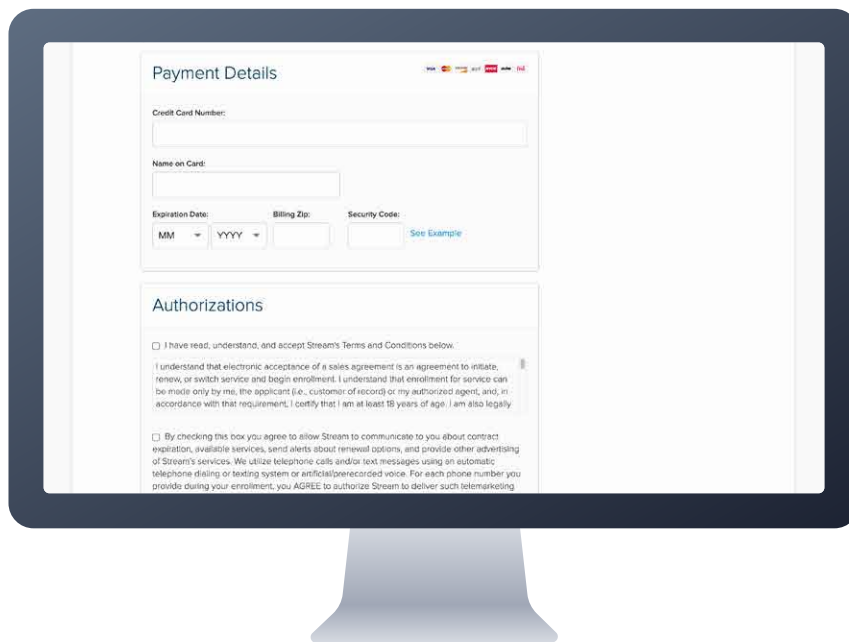 Payment Details
VISA
Credit Card Number:
Name on Card:
Expiration Date: Billing Zip: Security Code:
MM YYYY See Example
Authorizations
I have read, understand, and accept Stream's Terms and Conditions below.
I understand that electronic acceptance of a sales agreement is an agreement to initiate,
renew, or switch service and begin enrollment. I understand that enrollment for service can
be made only by me, the applicant (i.e., customer of record) or my authorized agent, and, in
accordance with that requirement, I certify that I am at least 18 years of age. I am also legally
By checking this box you agree to allow Stream to communicate to you about contract
expiration, available services, send alerts about renewal options, and provide other advertising
of Stream's services. We utilize telephone calls and/or text messages using an automatic
telephone dialing or texting system or artificial/prerecorded voice. For each phone number you
provide during your enrollment, you AGREE to authorize Stream to deliver such telemarketing